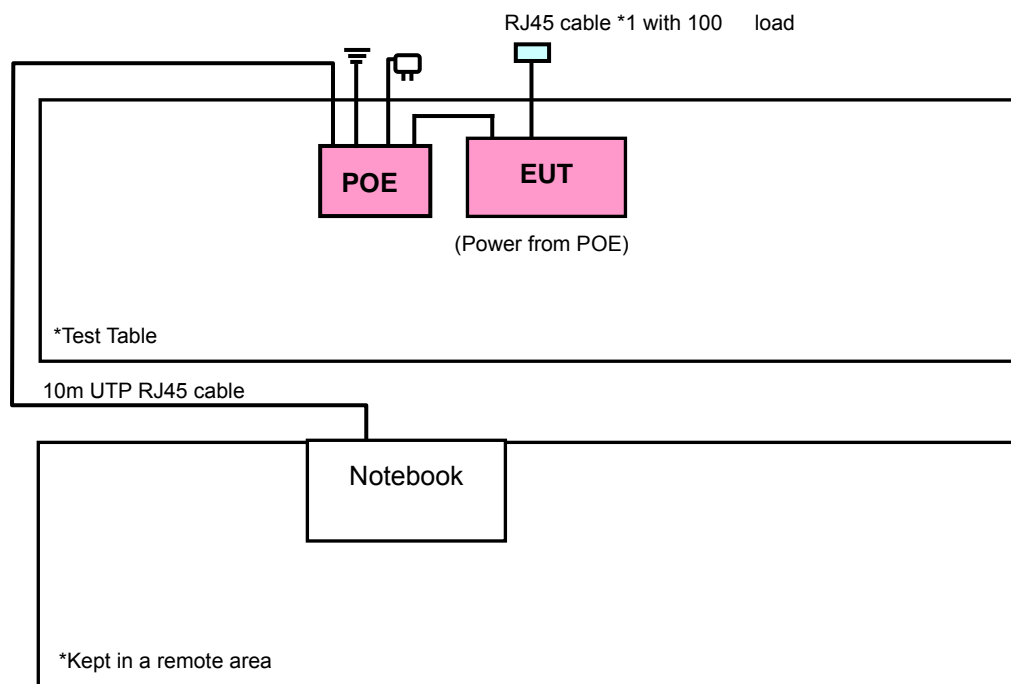 RJ45 cable *1 with 100 load
POE
EUT
(Power from POE)
*Test Table
10m UTP RJ45 cable
Notebook
*Kept in a remote area